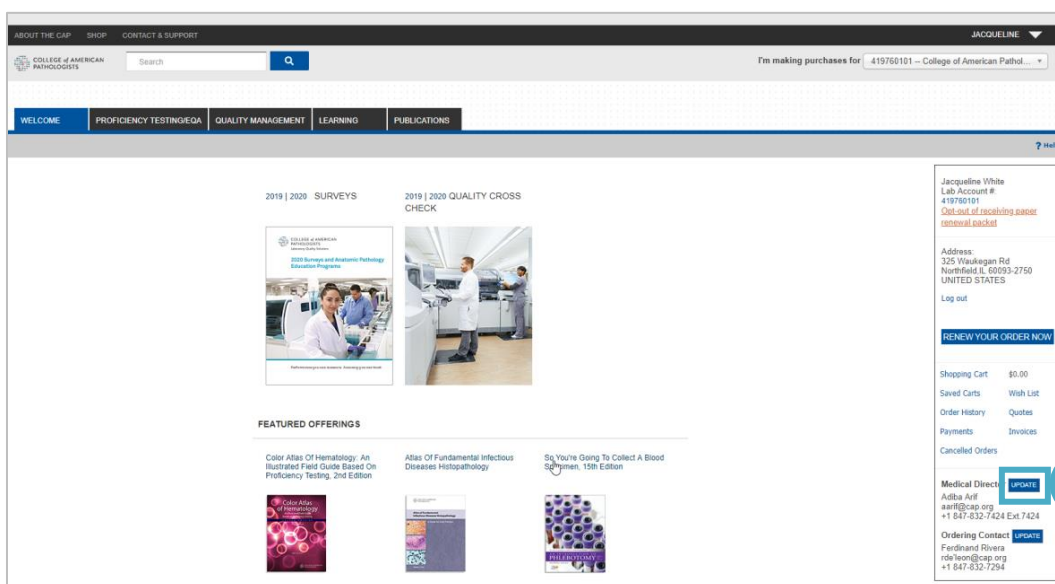 ABOUT THE CAP SHOP CONTACT & SUPPORT JACQUELINE
COLLEGE of AMERICAN
PATHOLOGISTS
Search
I'm making purchases for 419760101 -- College of American Pathol...
WELCOME PROFICIENCY TESTING/EQA QUALITY MANAGEMENT LEARNING PUBLICATIONS
? Hel
2019 | 2020 SURVEYS
2019 | 2020 QUALITY CROSS
CHECK
COLLEGE of AMERICAN
PATHOLOGISTS
2020 Surveys and Anatomic Pathology
Education Programs
FEATURED OFFERINGS
Color Atlas Of Hematology: An
Illustrated Field Guide Based On
Proficiency Testing, 2nd Edition
Color Atlas
of Hematology
Atlas Of Fundamental Infectious
Diseases Histopathology
So You're Going To Collect A Blood
Specimen, 15th Edition
PHLEBOTOMY
Jacqueline White
Lab Account #:
419760101
Opt-out of receiving paper
renewal packet
Address:
325 Waukegan Rd
Northfield,IL 60093-2750
UNITED STATES
Log out
RENEW YOUR ORDER NOW
Shopping Cart $0.00
Saved Carts Wish List
Order History Quotes
Payments Invoices
Cancelled Orders
Medical Director UPDATE
Adiba Arif
aarif@cap.org
+1 847-832-7424 Ext.7424
Ordering Contact UPDATE
Ferdinand Rivera
rde'leon@cap.org
+1 847-832-7294